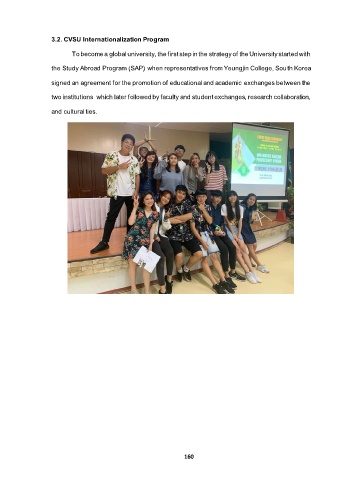 3.2. CVSU Internationalization Program
To become a global university, the first step in the strategy of the University started with
the Study Abroad Program (SAP) when representatives from Yeungjin College, South Korea
signed an agreement for the promotion of educational and academic exchanges between the
two institutions which later followed by faculty and student exchanges, research collaboration,
and cultural ties.
160